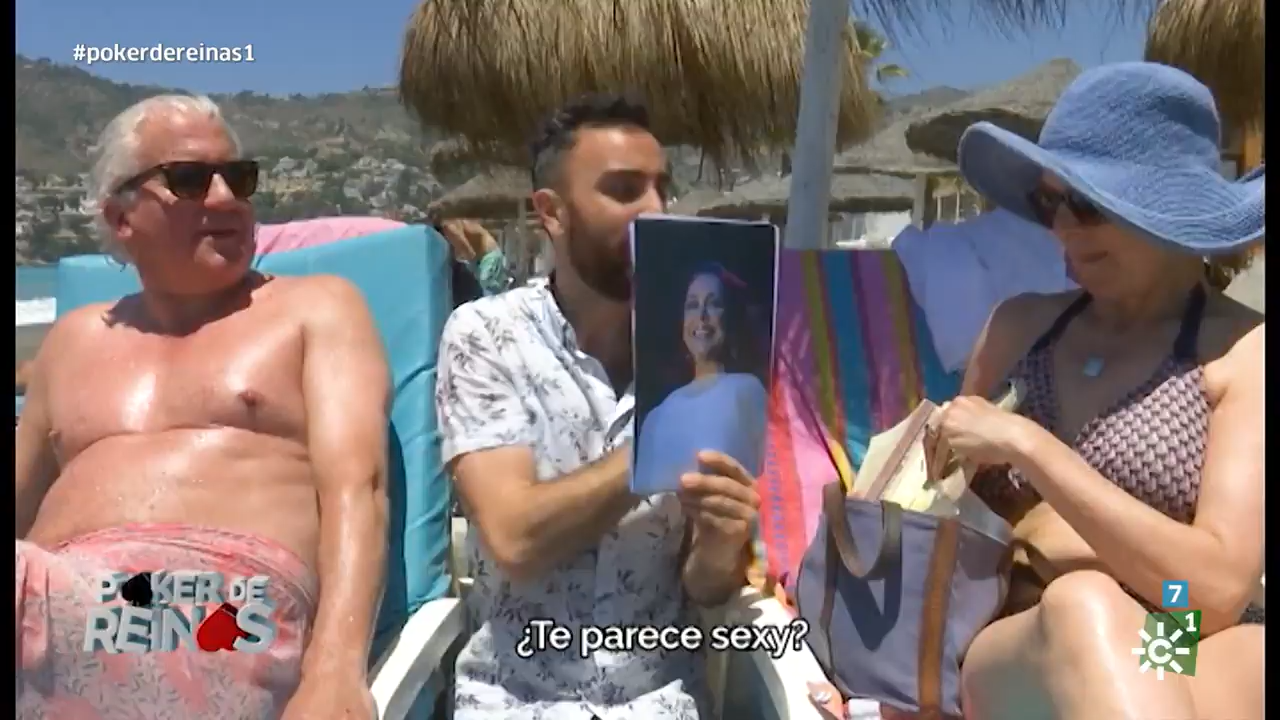 #pokerdereinas1
POKER DE
REINAS
¿Te parece sexy?
7
1